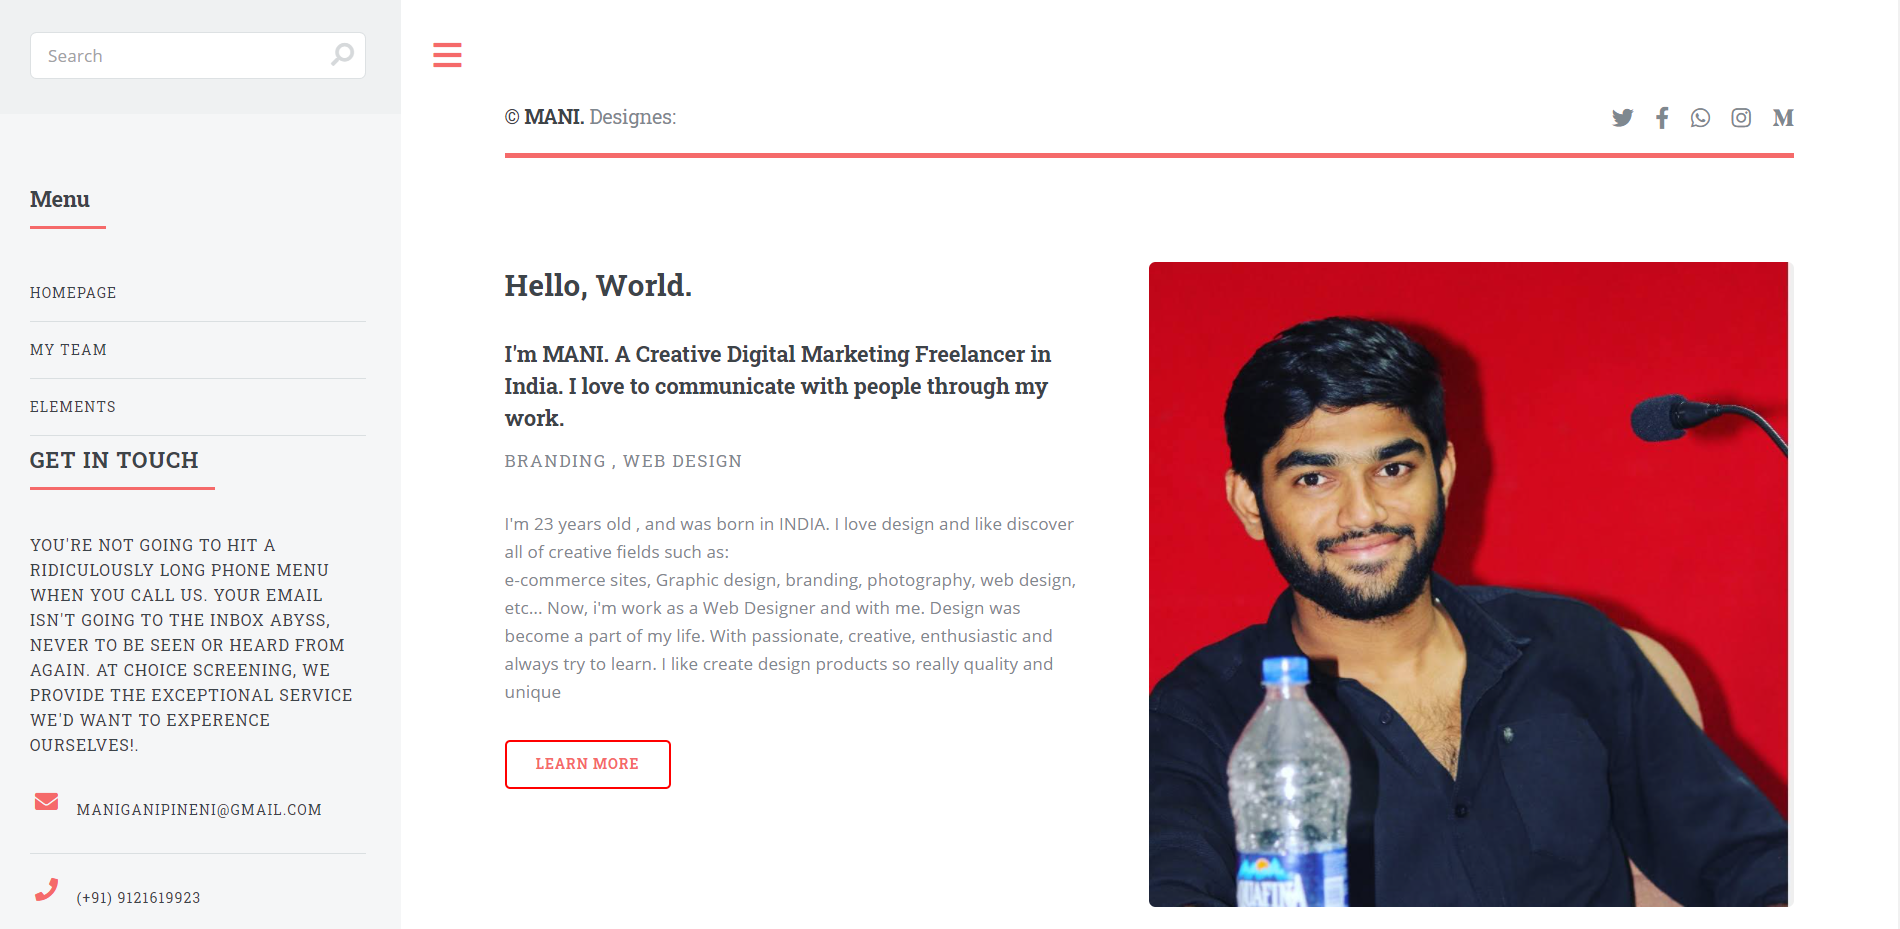 Search
Menu
HOMEPAGE
MY TEAM
ELEMENTS
GET IN TOUCH
YOU'RE NOT GOING TO HIT A
RIDICULOUSLY LONG PHONE MENU
WHEN YOU CALL US. YOUR EMAIL
ISN'T GOING TO THE INBOX ABYSS,
NEVER TO BE SEEN OR HEARD FROM
AGAIN. AT CHOICE SCREENING, WE
PROVIDE THE EXCEPTIONAL SERVICE
WE'D WANT TO EXPERENCE
OURSELVES!.
MANIGANIPINENI@GMAIL.COM
(+91) 9121619923
© MANI. Designes:
Hello, World.
I'm MANI. A Creative Digital Marketing Freelancer in
India. I love to communicate with people through my
work.
BRANDING , WEB DESIGN
I'm 23 years old , and was born in INDIA. I love design and like discover
all of creative fields such as:
e-commerce sites, Graphic design, branding, photography, web design,
etc... Now, i'm work as a Web Designer and with me. Design was
become a part of my life. With passionate, creative, enthusiastic and
always try to learn. I like create design products so really quality and
unique
LEARN MORE
AQUAFINA